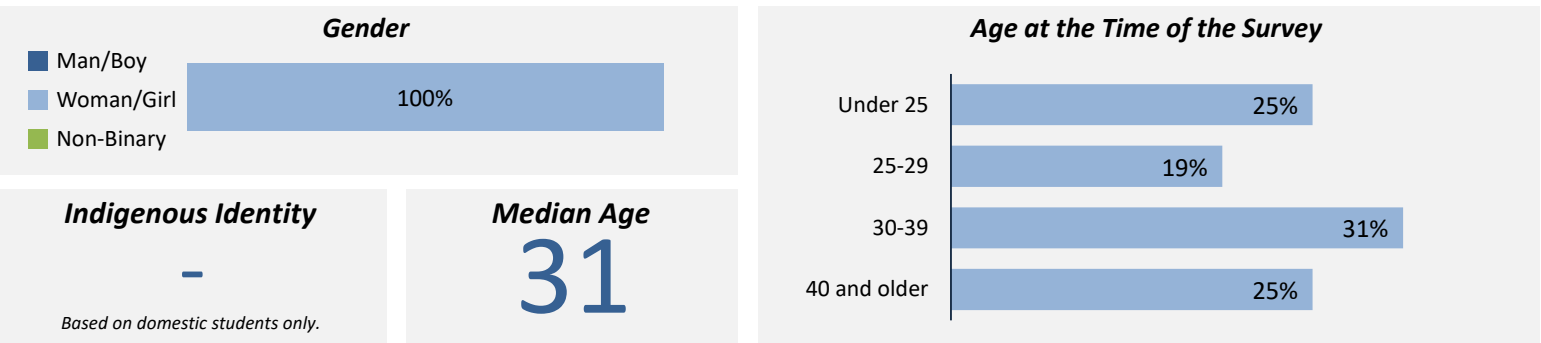 Gender
Man/Boy
Woman/Girl
Non-Binary
100%
Indigenous Identity
-
Based on domestic students only.
Median Age
31
Age at the Time of the Survey
Under 25 25%
25-29 19%
30-39 31%
40 and older 25%